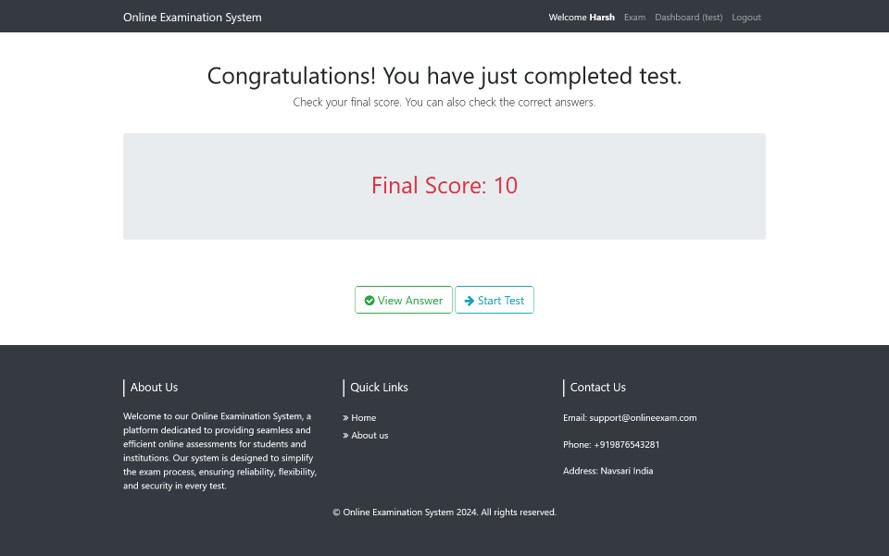 Online Examination System
Welcome Harsh Exam Dashboard (test) Logout
Congratulations! You have just completed test.
Check your final score. You can also check the correct answers.
Final Score: 10
View Answer
Start Test
About Us
Welcome to our Online Examination System, a
platform dedicated to providing seamless and
efficient online assessments for students and
institutions. Our system is designed to simplify
the exam process, ensuring reliability, flexibility,
and security in every test.
Quick Links
» Home
» About us
Contact Us
Email: support@onlineexam.com
Phone: +919876543281
Address: Navsari India
© Online Examination System 2024. All rights reserved.